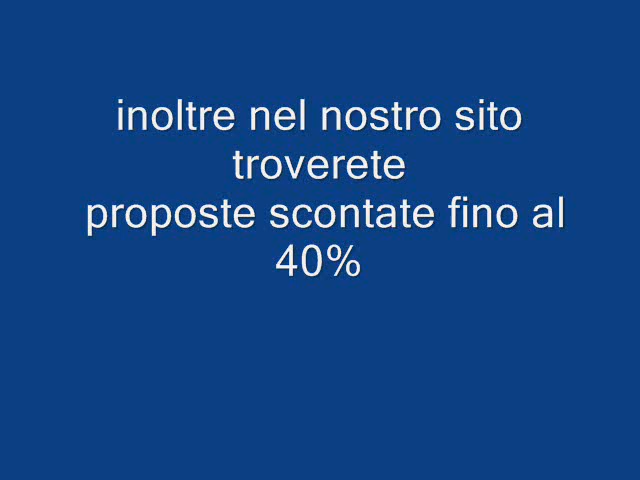 inoltre nel nostro sito
troverete
proposte scontate fino al
40%